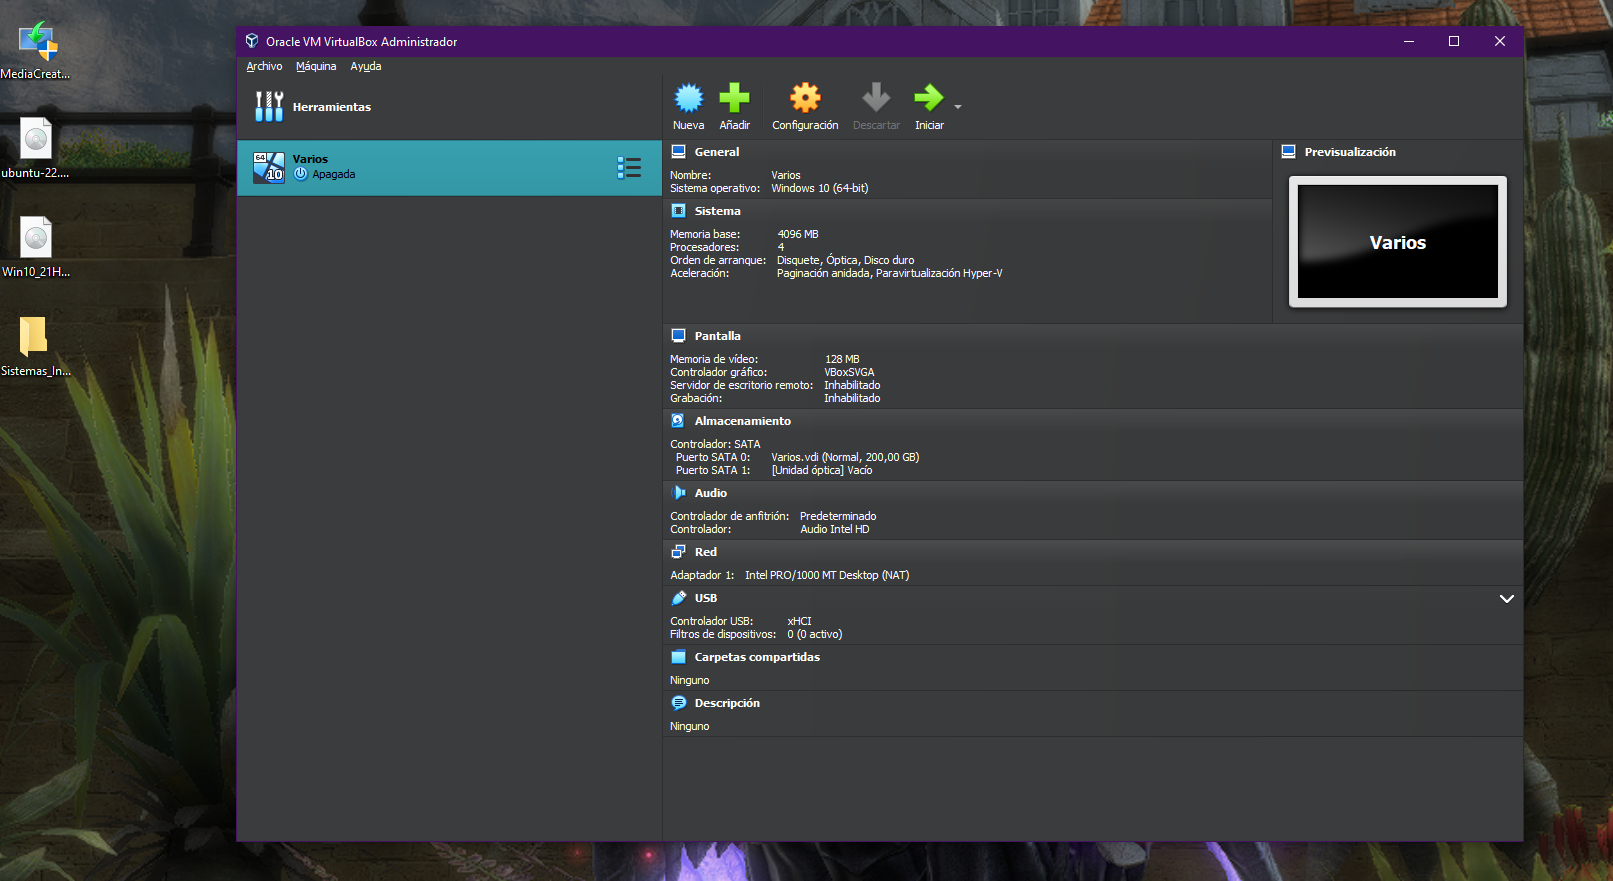 MediaCreat...
ubuntu-22....
Win10_21H...
Sistemas_In...
Oracle VM VirtualBox Administrador
Archivo Máquina Ayuda
Herramientas
64
10
Varios
Apagada
Nueva Añadir Configuración Descartar Iniciar
General
Nombre: Varios
Sistema operativo: Windows 10 (64-bit)
Sistema
Memoria base: 4096 MB
Procesadores: 4
Orden de arranque: Disquete, Óptica, Disco duro
Aceleración: Paginación anidada, Paravirtualización Hyper-V
Previsualización
Varios
Pantalla
Memoria de vídeo: 128 MB
Controlador gráfico: VBoxSVGA
Servidor de escritorio remoto: Inhabilitado
Grabación: Inhabilitado
Almacenamiento
Controlador: SATA
Puerto SATA 0: Varios.vdi (Normal, 200,00 GB)
Puerto SATA 1: [Unidad óptica] Vacío
Audio
Controlador de anfitrión: Predeterminado
Controlador: Audio Intel HD
Red
Adaptador 1: Intel PRO/1000 MT Desktop (NAT)
USB
Controlador USB: xHCI
Filtros de dispositivos: 0 (0 activo)
Carpetas compartidas
Ninguno
Descripción
Ninguno